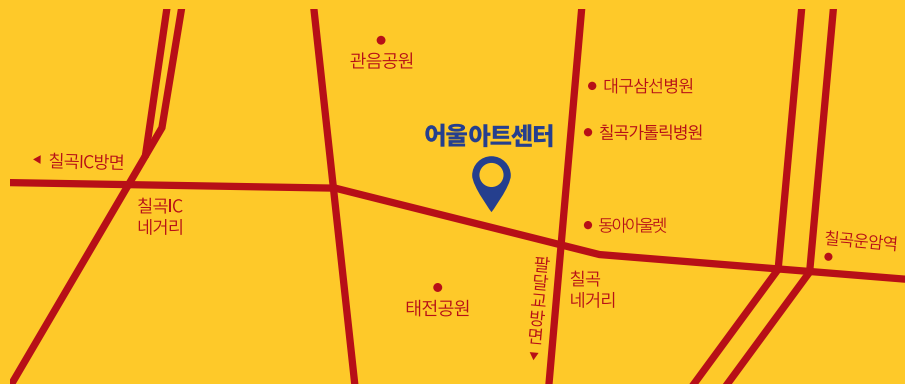 관음공원
대구삼선병원
어울아트센터
칠곡가톨릭병원
◀ 칠곡IC방면
칠곡IC
네거리
동아아울렛
칠곡운암역
팔달교방면 ▼
칠곡
네거리
태전공원